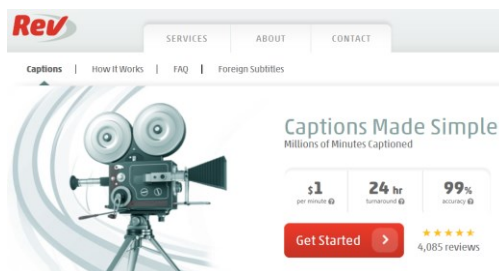 Rev
SERVICES ABOUT CONTACT
Captions | How It Works | FAQ | Foreign Subtitles
Captions Made Simple
Millions of Minutes Captioned
$1 24 hr 99%
per minute ? turnaround ? accuracy ?
Get Started >
4,085 reviews